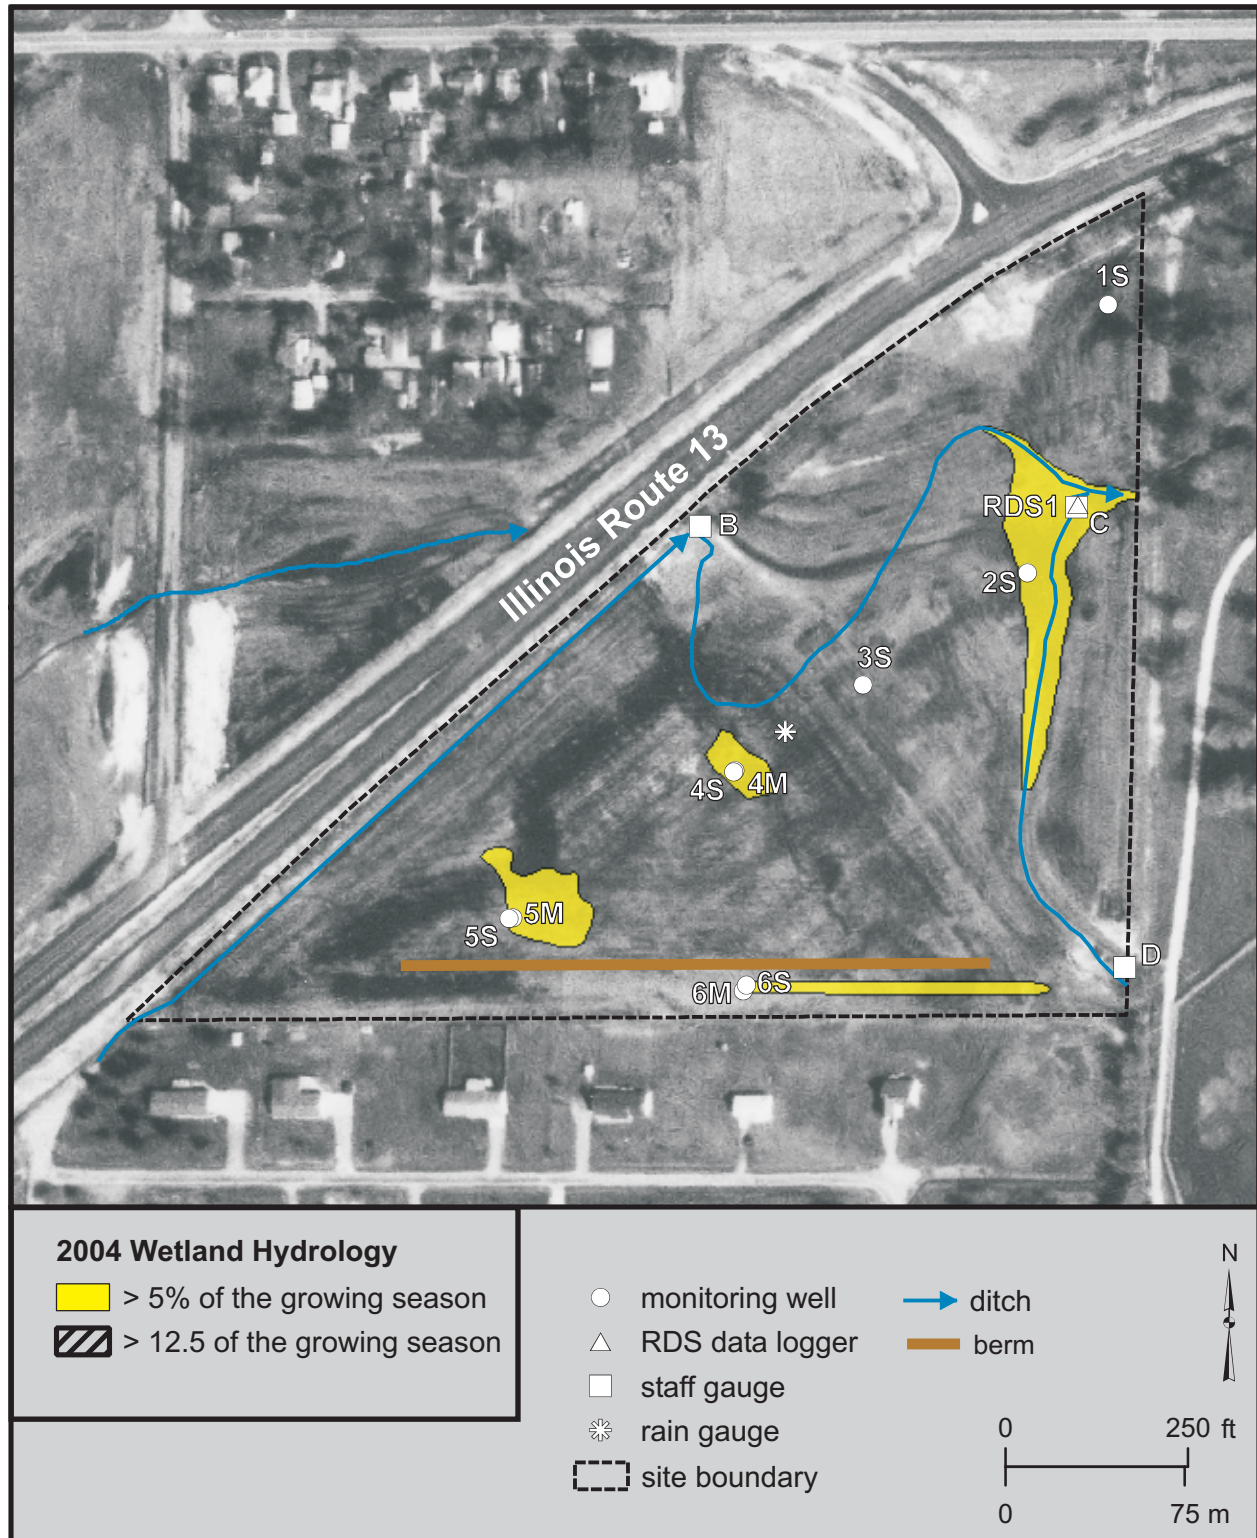 1S
Illinois Route 13
RDS1
C
B
2S
3S
4S
4M
5M
5S
D
6S
6M
2004 Wetland Hydrology
> 5% of the growing season
> 12.5 of the growing season
monitoring well
RDS data logger
staff gauge
rain gauge
site boundary
ditch
berm
N
0 250 ft
0 75 m